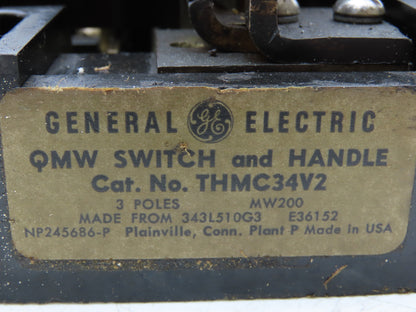 GENERAL GE ELECTRIC
QMW SWITCH and HANDLE
Cat. No. THMC34V2
3 POLES MW200
MADE FROM 343L510G3 E36152
NP245686-P Plainville, Conn. Plant P Made In USA